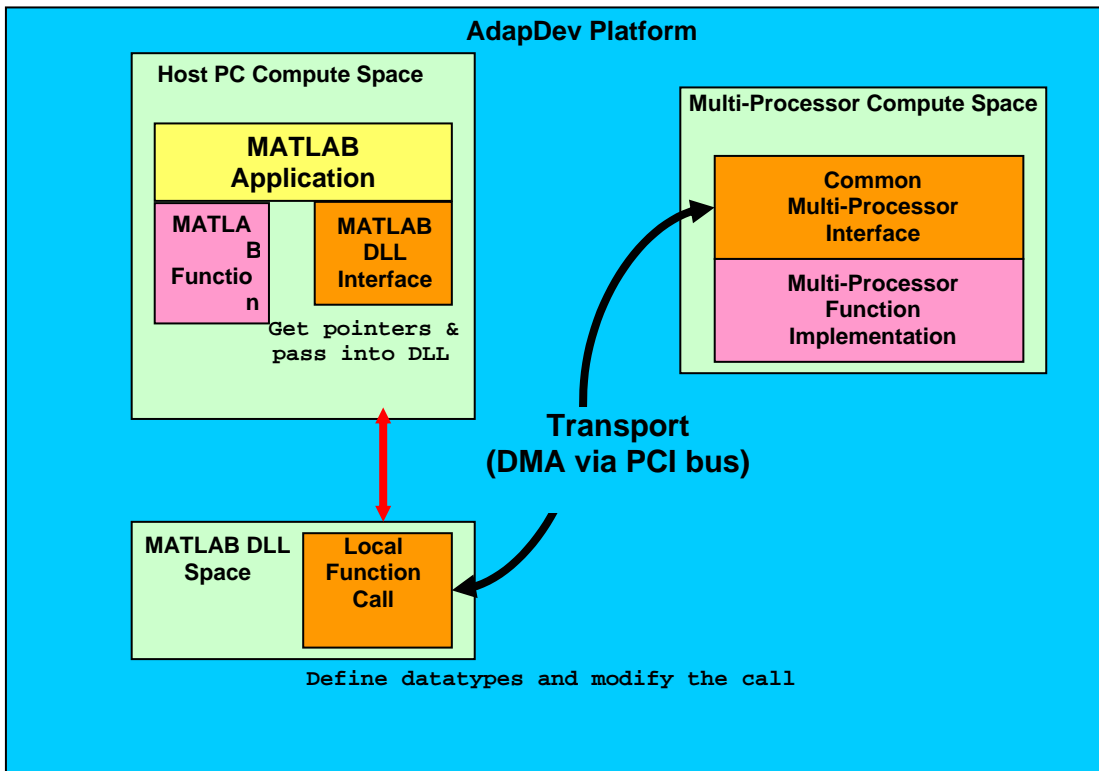 AdapDev Platform
Host PC Compute Space
MATLAB
Application
MATLA
B
Functio
n
MATLAB
DLL
Interface
Get pointers &
pass into DLL
Multi-Processor Compute Space
Common
Multi-Processor
Interface
Multi-Processor
Function
Implementation
Transport
(DMA via PCI bus)
MATLAB DLL
Space
Local
Function
Call
Define datatypes and modify the call